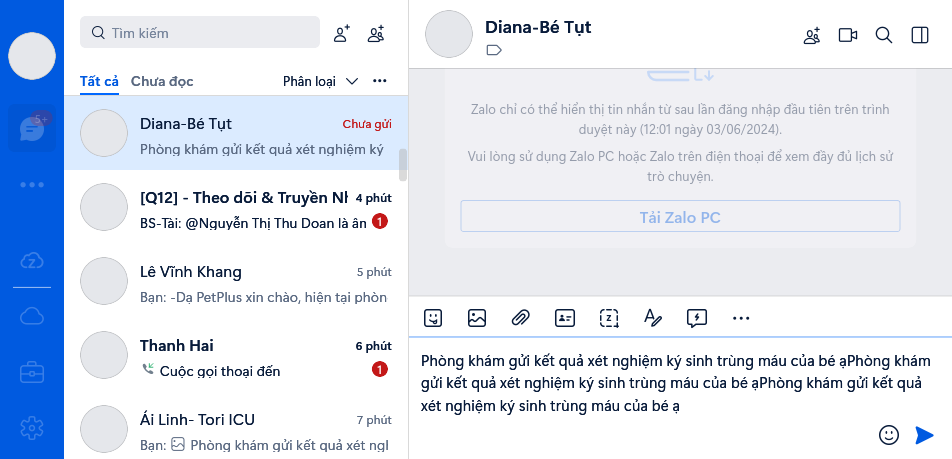 5+
Tìm kiếm
Tất cả Chưa đọc Phân loại
Diana-Bé Tụt Chưa gửi
Phòng khám gửi kết quả xét nghiệm ký
[Q12] - Theo dõi & Truyền Nh 4 phút
BS-Tài: @Nguyễn Thị Thu Doan là ân 1
Lê Vĩnh Khang 5 phút
Bạn: -Dạ PetPlus xin chào, hiện tại phòn
Thanh Hai 6 phút
Cuộc gọi thoại đến 1
Ái Linh- Tori ICU 7 phút
Bạn: Phòng khám gửi kết quả xét ngl
Diana-Bé Tụt
Zalo chỉ có thể hiển thị tin nhắn từ sau lần đăng nhập đầu tiên trên trình
duyệt này (12:01 ngày 03/06/2024).
Vui lòng sử dụng Zalo PC hoặc Zalo trên điện thoại để xem đầy đủ lịch sử
trò chuyện.
Tải Zalo PC
Phòng khám gửi kết quả xét nghiệm ký sinh trùng máu của bé ạPhòng khám
gửi kết quả xét nghiệm ký sinh trùng máu của bé ạPhòng khám gửi kết quả
xét nghiệm ký sinh trùng máu của bé ạ